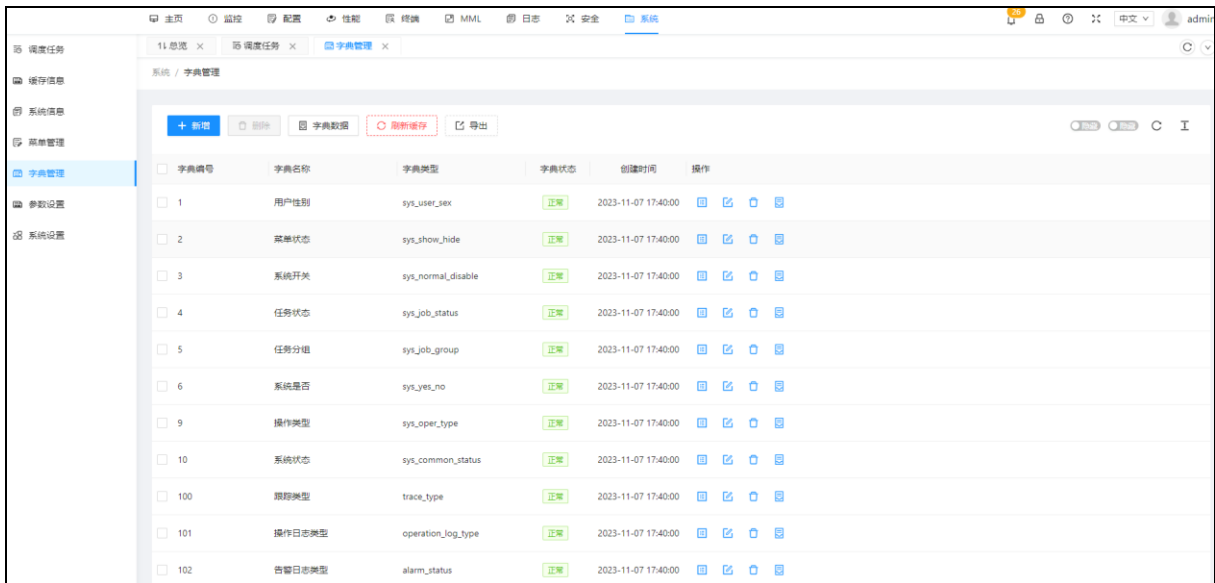 主页 监控 配置 性能 终端 MML 日志 安全 系统 26 中文 admin
调度任务
缓存信息
系统信息
菜单管理
字典管理
参数设置
系统设置
总览 调度任务 字典管理
系统 / 字典管理
新增 删除 字典数据 刷新缓存 导出
字典编号 字典名称 字典类型 字典状态 创建时间 操作
1 用户性别 sys_user_sex 正常 2023-11-07 17:40:00
2 菜单状态 sys_show_hide 正常 2023-11-07 17:40:00
3 系统开关 sys_normal_disable 正常 2023-11-07 17:40:00
4 任务状态 sys_job_status 正常 2023-11-07 17:40:00
5 任务分组 sys_job_group 正常 2023-11-07 17:40:00
6 系统是否 sys_yes_no 正常 2023-11-07 17:40:00
9 操作类型 sys_oper_type 正常 2023-11-07 17:40:00
10 系统状态 sys_common_status 正常 2023-11-07 17:40:00
100 跟踪类型 trace_type 正常 2023-11-07 17:40:00
101 操作日志类型 operation_log_type 正常 2023-11-07 17:40:00
102 告警日志类型 alarm_status 正常 2023-11-07 17:40:00